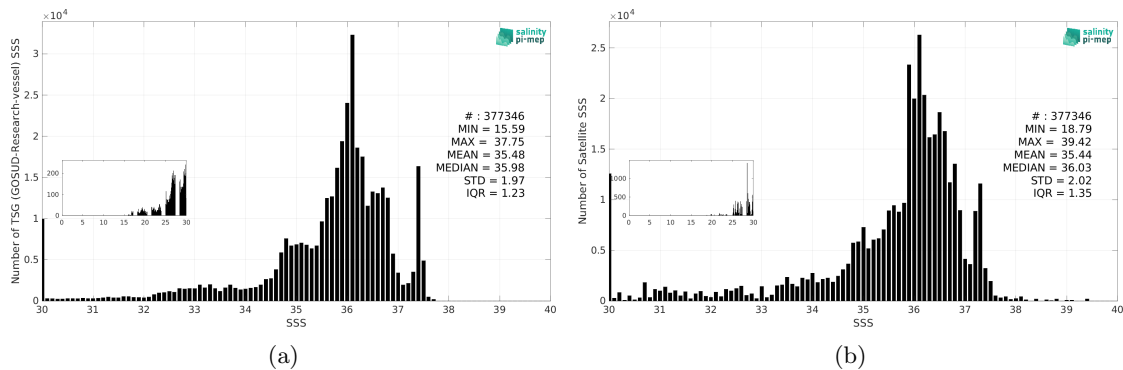 ×10⁴
salinity
pi-mep
Number of TSG (GOSUD-Research-vessel) SSS
3
2.5
2
1.5
1
0.5
0
# : 377346
MIN = 15.59
MAX = 37.75
MEAN = 35.48
MEDIAN = 35.98
STD = 1.97
IQR = 1.23
200
100
0
0 5 10 15 20 25 30
30 31 32 33 34 35 36 37 38 39 40
SSS
(a)
×10⁴
salinity
pi-mep
Number of Satellite SSS
2.5
2
1.5
1
0.5
0
# : 377346
MIN = 18.79
MAX = 39.42
MEAN = 35.44
MEDIAN = 36.03
STD = 2.02
IQR = 1.35
1000
500
0
0 5 10 15 20 25 30
30 31 32 33 34 35 36 37 38 39 40
SSS
(b)